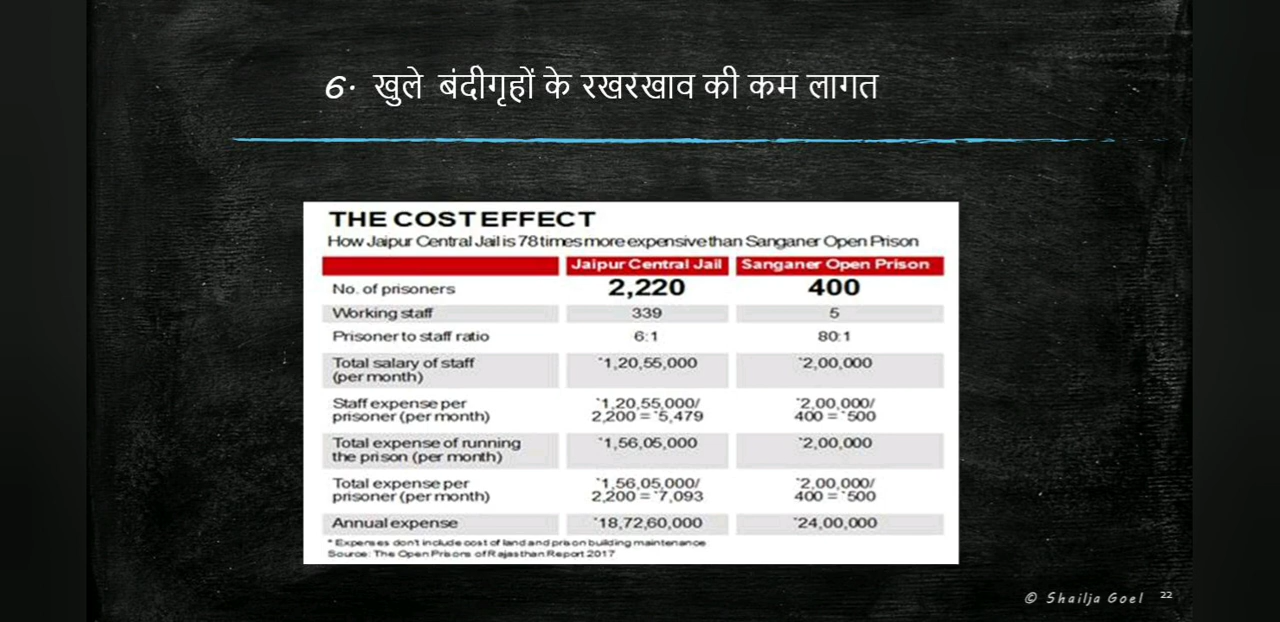 6. खुले बंदीगृहों के रखरखाव की कम लागत
THE COST EFFECT
How Jaipur Central Jail is 78 times more expensive than Sanganer Open Prison
Jaipur Central Jail Sanganer Open Prison
No. of prisoners 2,220 400
Working staff 339 5
Prisoner to staff ratio 6:1 80:1
Total salary of staff (per month) `1,20,55,000 `2,00,000
Staff expense per prisoner (per month) `1,20,55,000/ 2,200 = `5,479 `2,00,000/ 400 = `500
Total expense of running the prison (per month) `1,56,05,000 `2,00,000
Total expense per prisoner (per month) `1,56,05,000/ 2,200 = `7,093 `2,00,000/ 400 = `500
Annual expense `18,72,60,000 `24,00,000
* Expenses don't include cost of land and prison building maintenance
Source: The Open Prisons of Rajasthan Report 2017
© Shailja Goel 22